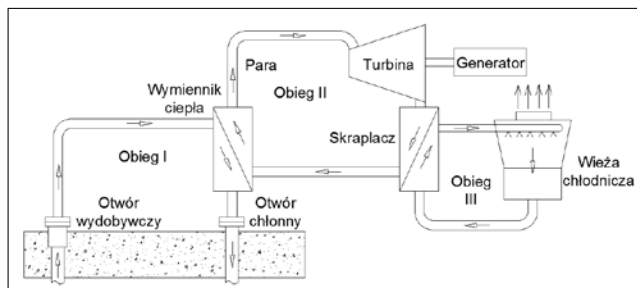 Para
Turbina
Generator
Wymiennik
ciepła
Obieg II
Skraplacz
Obieg I
Wieża
chłodnicza
Obieg
III
Otwór
wydobywczy
Otwór
chłonny